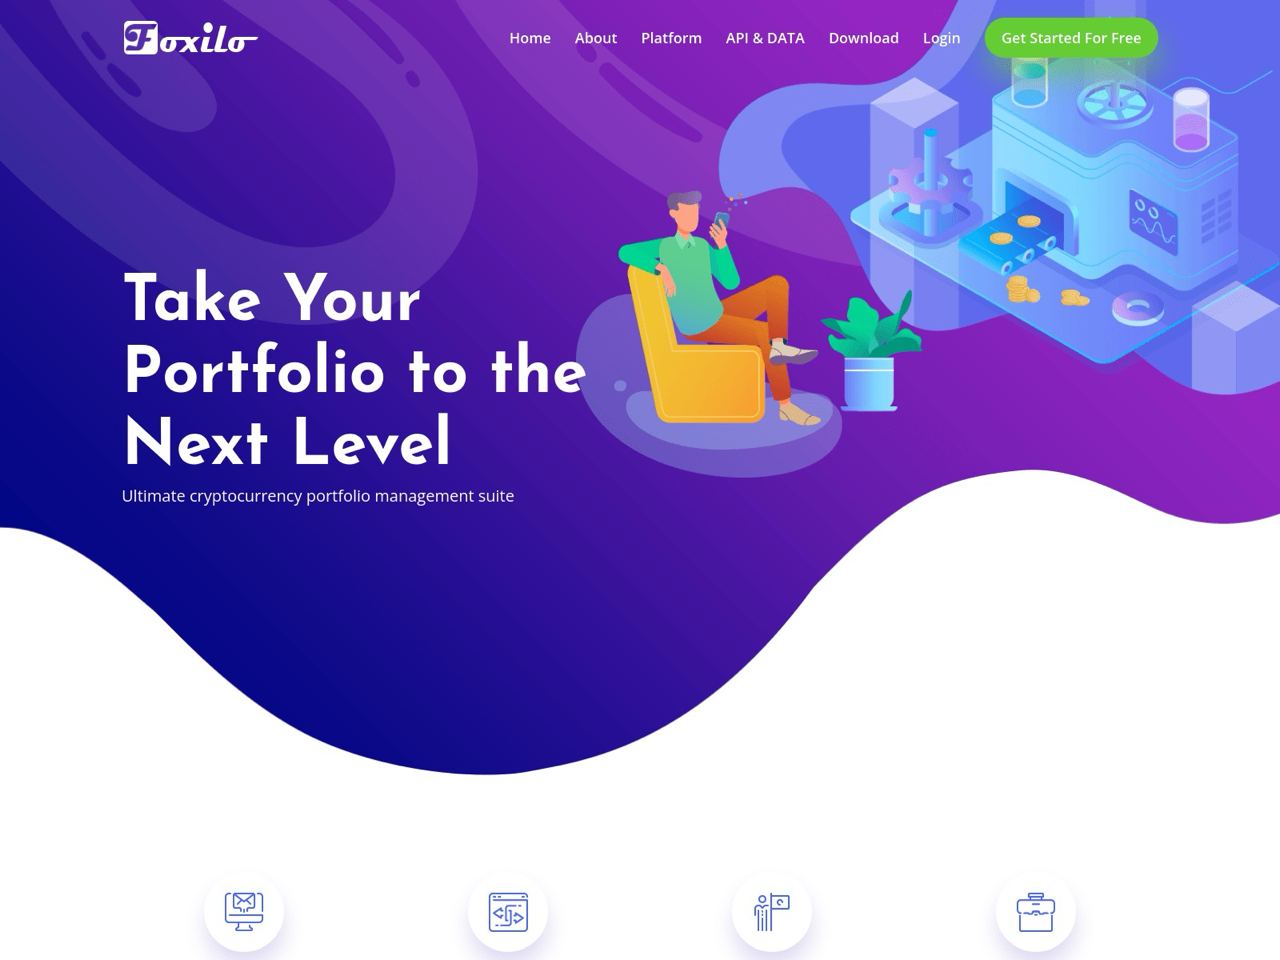 Foxilo
Home About Platform API & DATA Download Login Get Started For Free
Take Your
Portfolio to the
Next Level
Ultimate cryptocurrency portfolio management suite